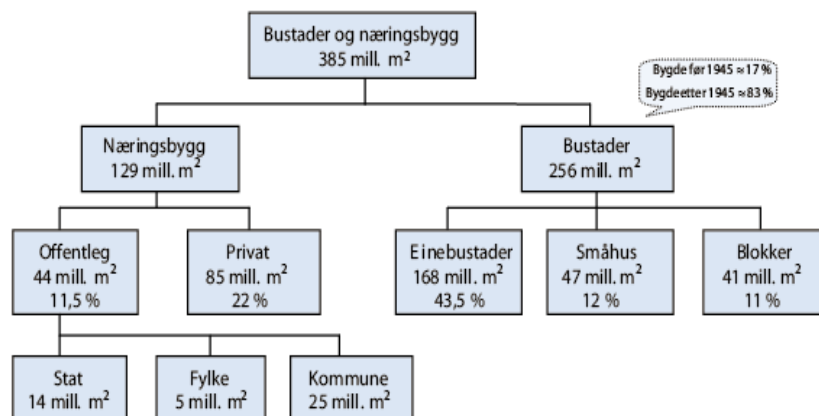 Bustader og næringsbygg
385 mill. m²
Bygde før 1945 ≈ 17 %
Bygde etter 1945 ≈ 83 %
Næringsbygg
129 mill. m²
Bustader
256 mill. m²
Offentleg
44 mill. m²
11,5 %
Privat
85 mill. m²
22 %
Einebustader
168 mill. m²
43,5 %
Småhus
47 mill. m²
12 %
Blokker
41 mill. m²
11 %
Stat
14 mill. m²
Fylke
5 mill. m²
Kommune
25 mill. m²